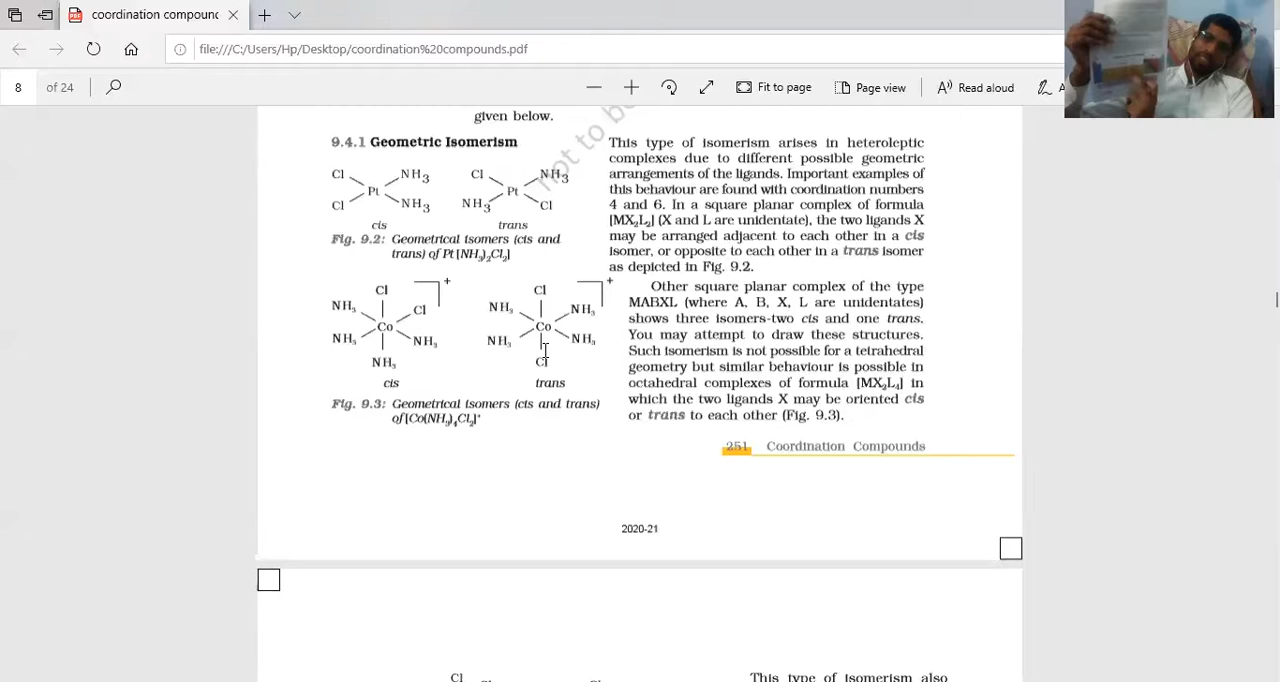 coordination compound
file:///C:/Users/Hp/Desktop/coordination%20compounds.pdf
8 of 24
Fit to page
Page view
Read aloud
given below.
not to be
9.4.1 Geometric Isomerism
Cl NH₃ Cl NH₃
Pt Pt
Cl NH₃ NH₃ Cl
cis trans
Fig. 9.2: Geometrical isomers (cis and
trans) of Pt [NH₃)₂Cl₂]
Cl + Cl +
NH₃ Cl NH₃ NH₃
Co Co
NH₃ NH₃ NH₃ NH₃
NH₃ Cl
cis trans
Fig. 9.3: Geometrical isomers (cis and trans)
of [Co(NH₃)₄Cl₂]⁺
This type of isomerism arises in heteroleptic
complexes due to different possible geometric
arrangements of the ligands. Important examples of
this behaviour are found with coordination numbers
4 and 6. In a square planar complex of formula
[MX₂L₂] (X and L are unidentate), the two ligands X
may be arranged adjacent to each other in a cis
isomer, or opposite to each other in a trans isomer
as depicted in Fig. 9.2.
Other square planar complex of the type
MABXL (where A, B, X, L are unidentates)
shows three isomers-two cis and one trans.
You may attempt to draw these structures.
Such isomerism is not possible for a tetrahedral
geometry but similar behaviour is possible in
octahedral complexes of formula [MX₂L₄] in
which the two ligands X may be oriented cis
or trans to each other (Fig. 9.3).
251 Coordination Compounds
2020-21
Cl
This type of isomerism also